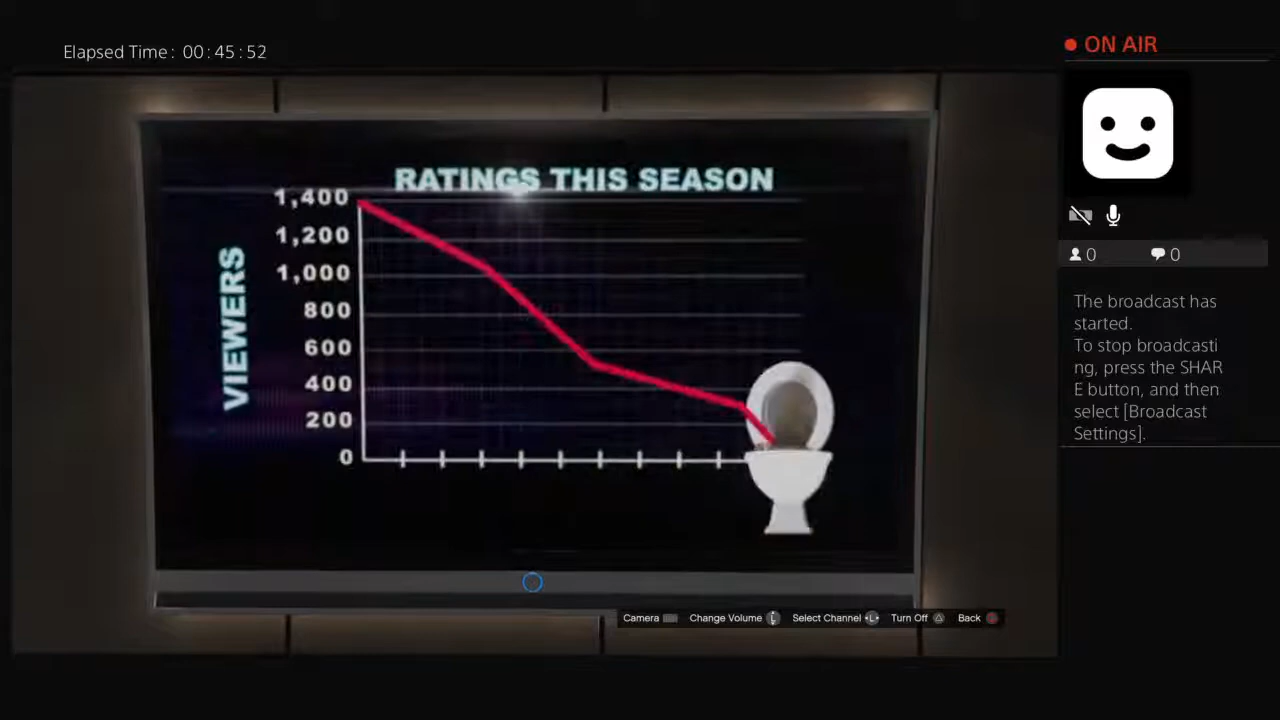 Elapsed Time: 00:45:52
ON AIR
RATINGS THIS SEASON
VIEWERS
1,400
1,200
1,000
800
600
400
200
0
0
0
The broadcast has
started.
To stop broadcasti
ng, press the SHAR
E button, and then
select [Broadcast
Settings].
Camera
Change Volume
L
Select Channel
L
Turn Off
Back